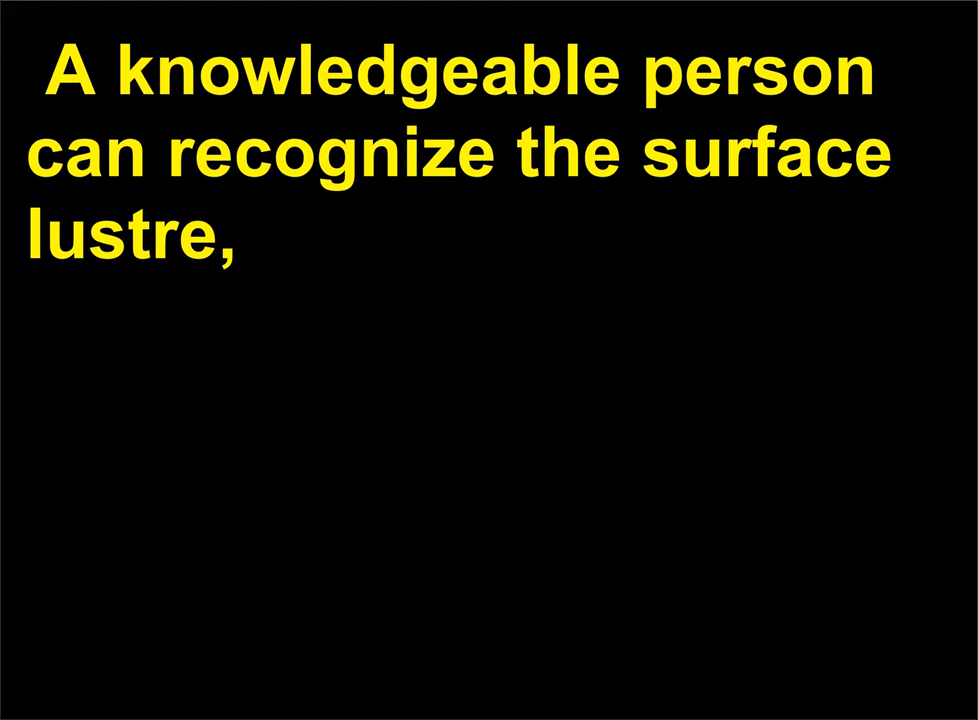 A knowledgeable person
can recognize the surface
lustre,